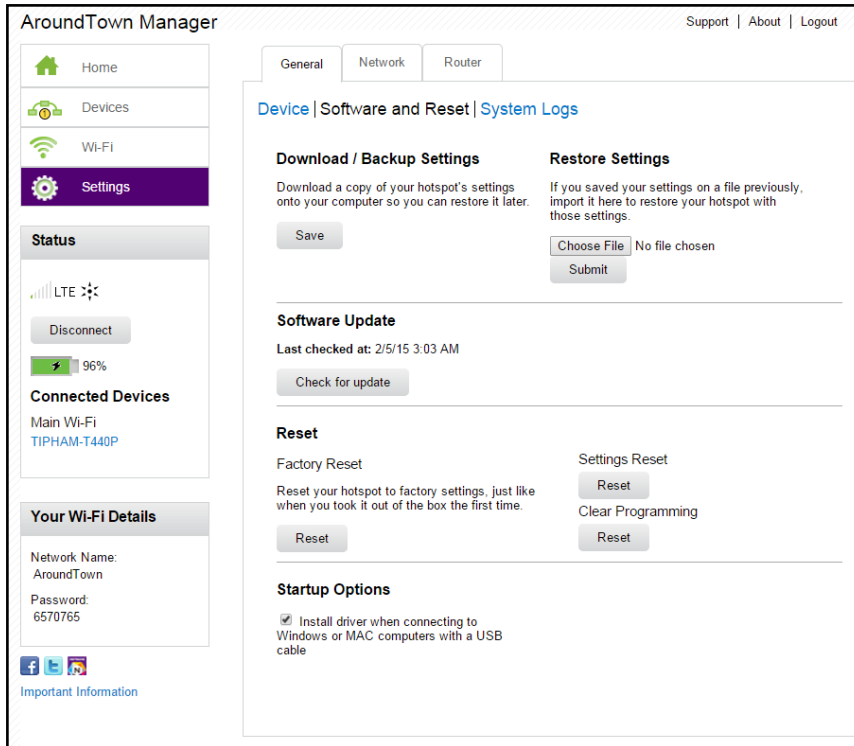 AroundTown Manager
Support | About | Logout
Home
Devices
1
Wi-Fi
Settings
Status
LTE
Disconnect
96%
Connected Devices
Main Wi-Fi
TIPHAM-T440P
Your Wi-Fi Details
Network Name:
AroundTown
Password:
6570765
f
t
N
Important Information
General
Network
Router
Device | Software and Reset | System Logs
Download / Backup Settings
Download a copy of your hotspot's settings
onto your computer so you can restore it later.
Save
Restore Settings
If you saved your settings on a file previously,
import it here to restore your hotspot with
those settings.
Choose File No file chosen
Submit
Software Update
Last checked at: 2/5/15 3:03 AM
Check for update
Reset
Factory Reset
Reset your hotspot to factory settings, just like
when you took it out of the box the first time.
Reset
Settings Reset
Reset
Clear Programming
Reset
Startup Options
Install driver when connecting to
Windows or MAC computers with a USB
cable